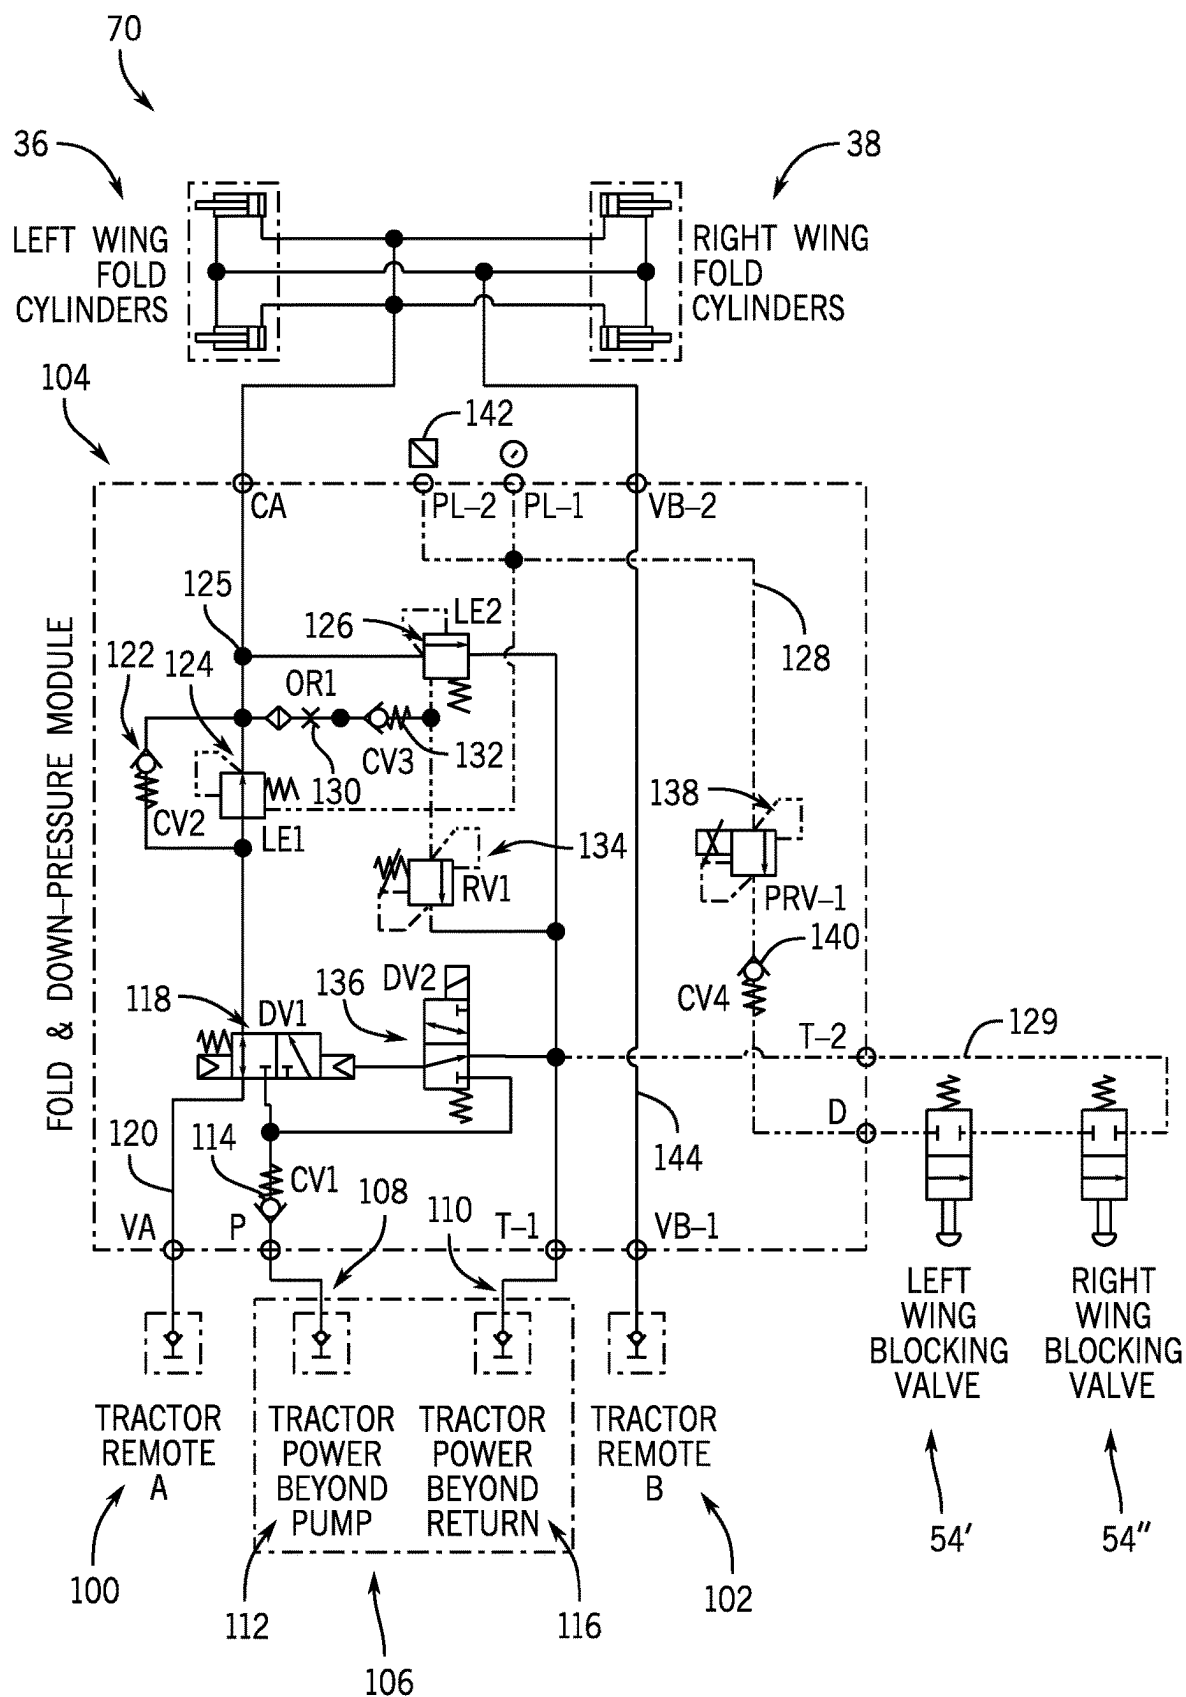 70
36
38
LEFT WING
FOLD
CYLINDERS
RIGHT WING
FOLD
CYLINDERS
104
142
CA
PL–2
PL–1
VB–2
125
126
LE2
128
122
124
OR1
CV3
132
130
CV2
LE1
138
134
RV1
PRV–1
FOLD & DOWN–PRESSURE MODULE
140
CV4
118
DV1
136
DV2
T–2
129
D
120
114
CV1
108
110
144
VA
P
T–1
VB–1
LEFT
WING
BLOCKING
VALVE
RIGHT
WING
BLOCKING
VALVE
TRACTOR
REMOTE
A
TRACTOR
POWER
BEYOND
PUMP
TRACTOR
POWER
BEYOND
RETURN
TRACTOR
REMOTE
B
54′
54″
100
112
106
116
102